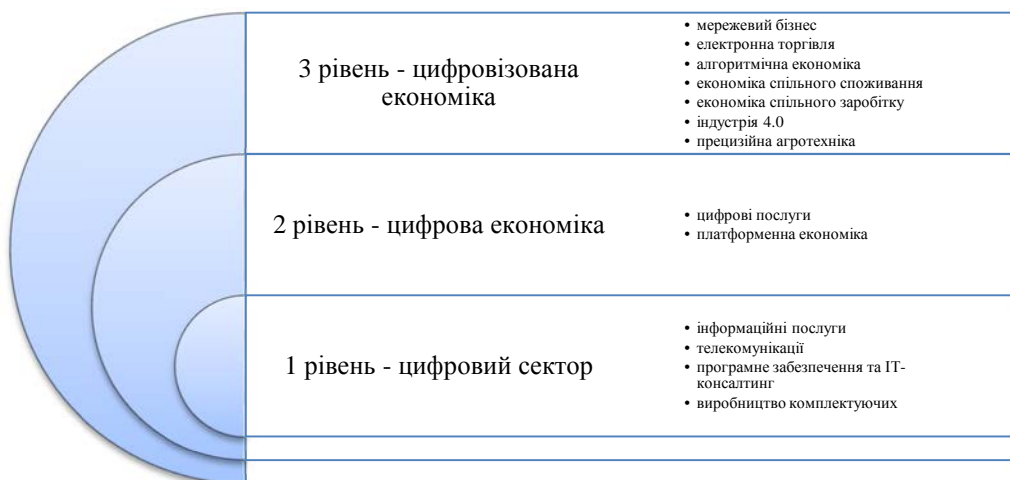 3 рівень - цифровізована
економіка
• мережевий бізнес
• електронна торгівля
• алгоритмічна економіка
• економіка спільного споживання
• економіка спільного заробітку
• індустрія 4.0
• прецизійна агротехніка
2 рівень - цифрова економіка
• цифрові послуги
• платформенна економіка
1 рівень - цифровий сектор
• інформаційні послуги
• телекомунікації
• програмне забезпечення та ІТ-
консалтинг
• виробництво комплектуючих